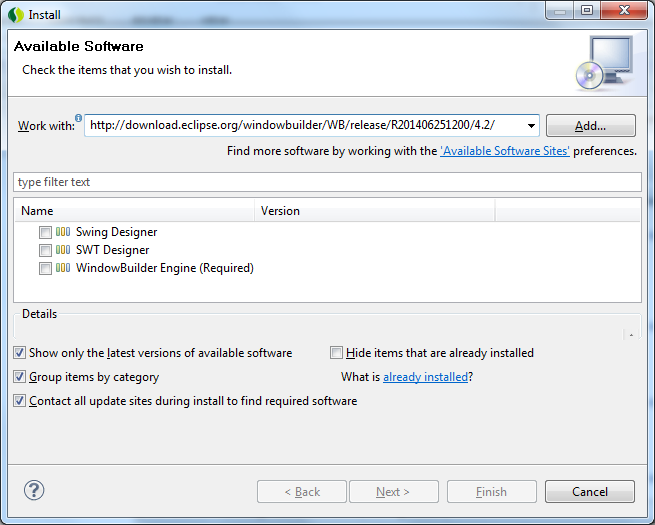 Install
Available Software
Check the items that you wish to install.
Work with: http://download.eclipse.org/windowbuilder/WB/release/R201406251200/4.2/ Add...
Find more software by working with the 'Available Software Sites' preferences.
type filter text
Name Version
Swing Designer
SWT Designer
WindowBuilder Engine (Required)
Details
Show only the latest versions of available software Hide items that are already installed
Group items by category What is already installed?
Contact all update sites during install to find required software
? < Back Next > Finish Cancel